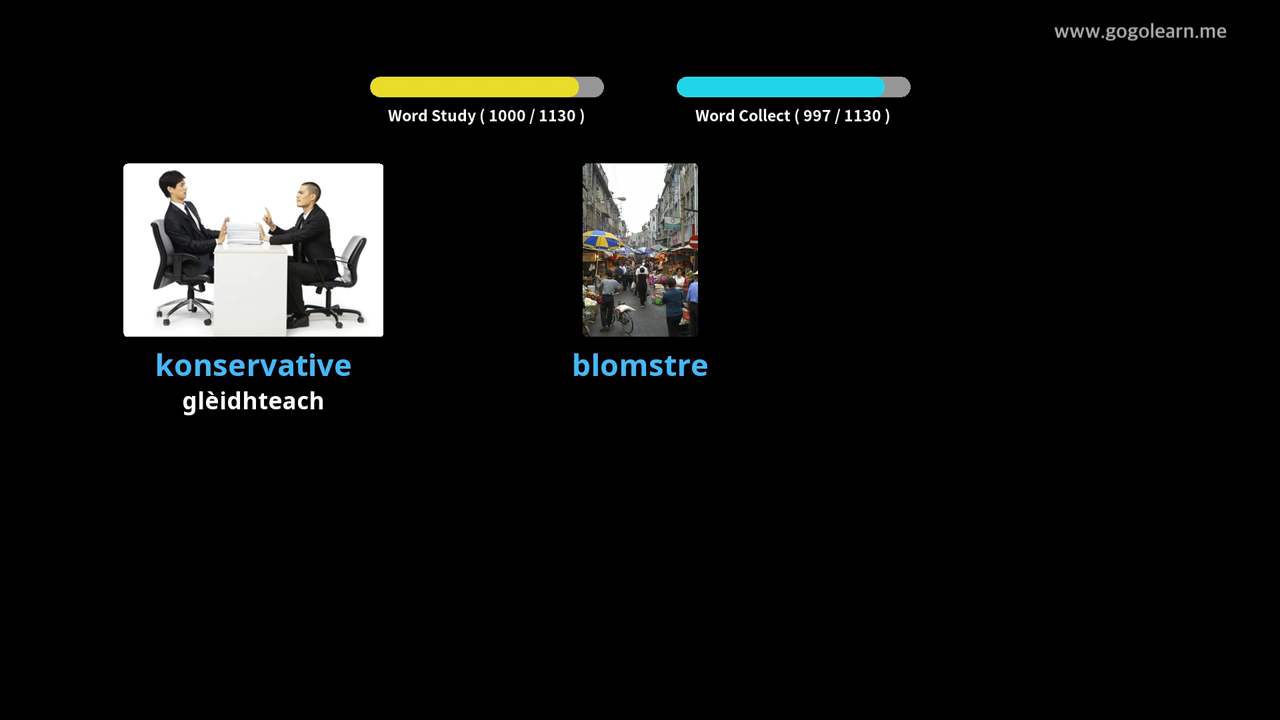 www.gogolearn.me
Word Study ( 1000 / 1130 )
Word Collect ( 997 / 1130 )
konservative
glèidhteach
blomstre